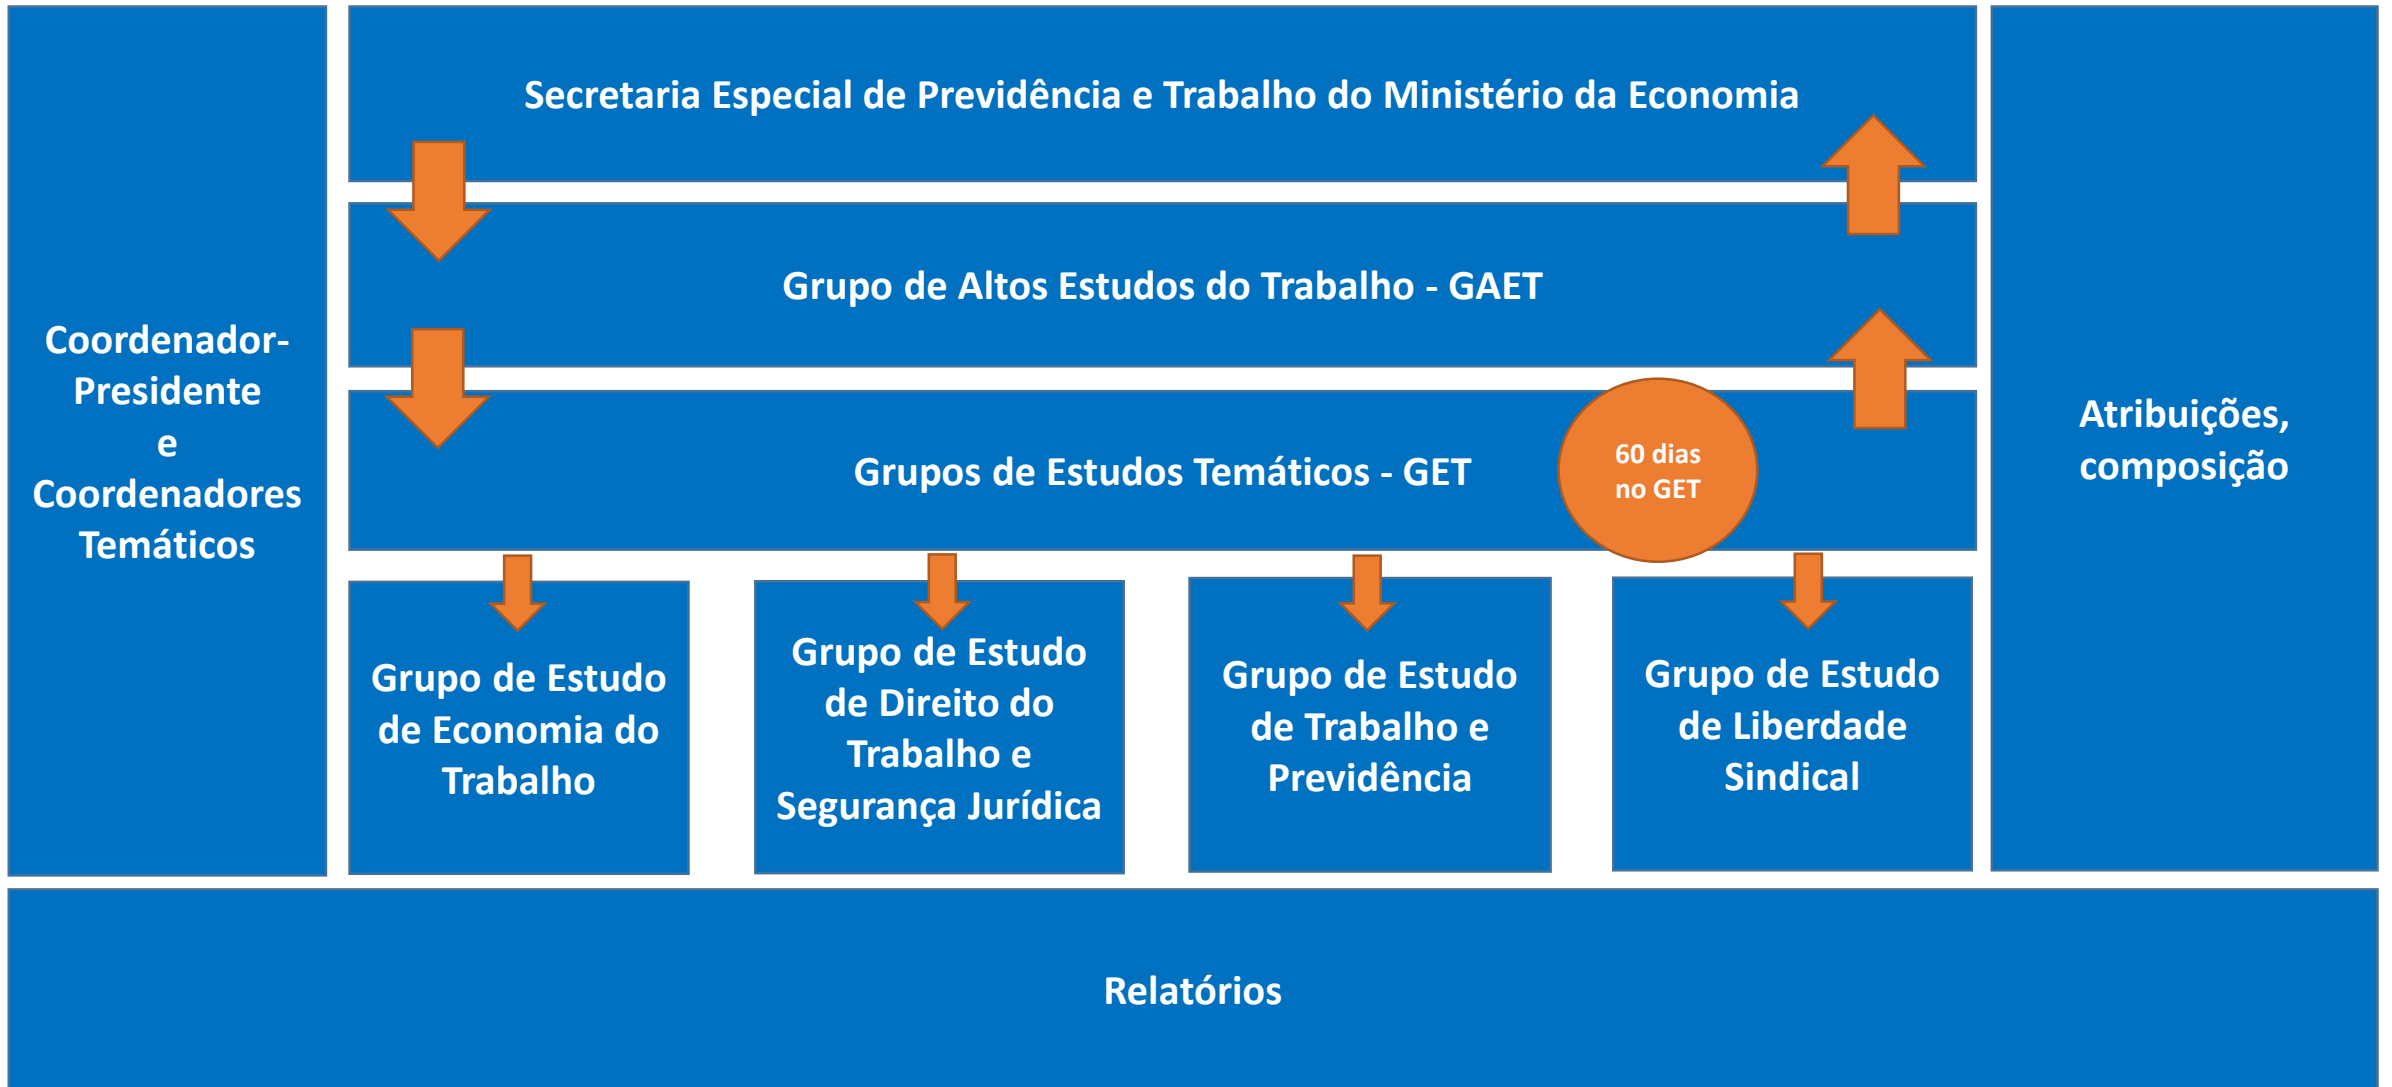 Coordenador-
Presidente
e
Coordenadores
Temáticos
Secretaria Especial de Previdência e Trabalho do Ministério da Economia
Grupo de Altos Estudos do Trabalho - GAET
Grupos de Estudos Temáticos - GET
60 dias
no GET
Grupo de Estudo
de Economia do
Trabalho
Grupo de Estudo
de Direito do
Trabalho e
Segurança Jurídica
Grupo de Estudo
de Trabalho e
Previdência
Grupo de Estudo
de Liberdade
Sindical
Atribuições,
composição
Relatórios